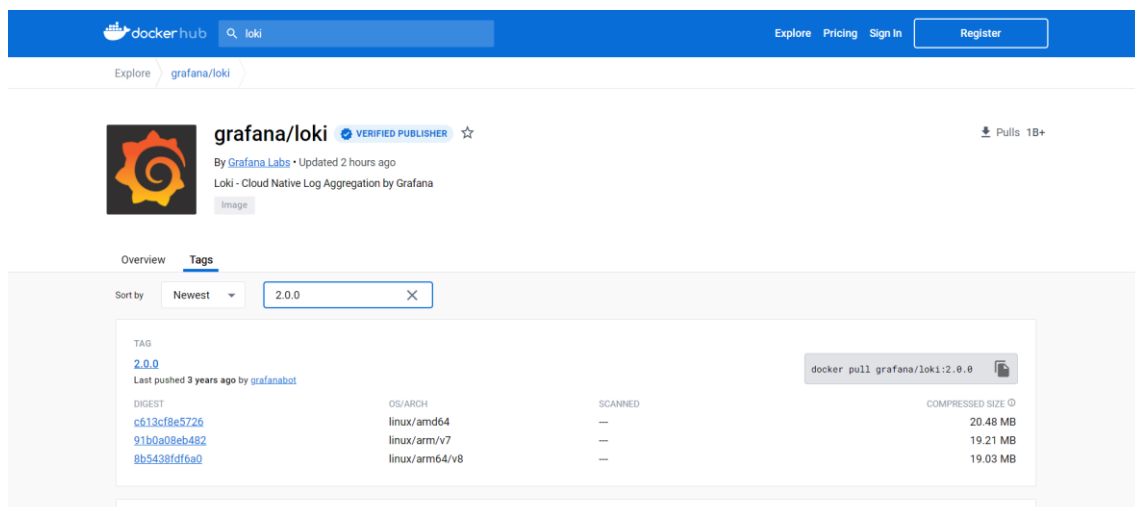 dockerhub loki Explore Pricing Sign In Register
Explore grafana/loki
grafana/loki VERIFIED PUBLISHER Pulls 1B+
By Grafana Labs • Updated 2 hours ago
Loki - Cloud Native Log Aggregation by Grafana
Image
Overview Tags
Sort by Newest 2.0.0
TAG
2.0.0
Last pushed 3 years ago by grafanabot
docker pull grafana/loki:2.0.0
DIGEST OS/ARCH SCANNED COMPRESSED SIZE
c613cf8e5726 linux/amd64 --- 20.48 MB
91b0a08eb482 linux/arm/v7 --- 19.21 MB
8b5438fdf6a0 linux/arm64/v8 --- 19.03 MB